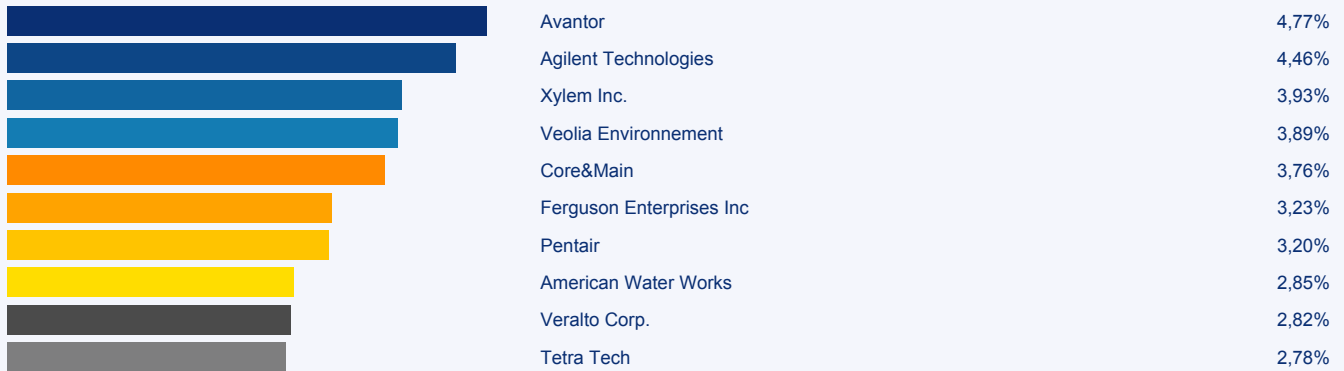 Avantor 4,77%
Agilent Technologies 4,46%
Xylem Inc. 3,93%
Veolia Environnement 3,89%
Core&Main 3,76%
Ferguson Enterprises Inc 3,23%
Pentair 3,20%
American Water Works 2,85%
Veralto Corp. 2,82%
Tetra Tech 2,78%